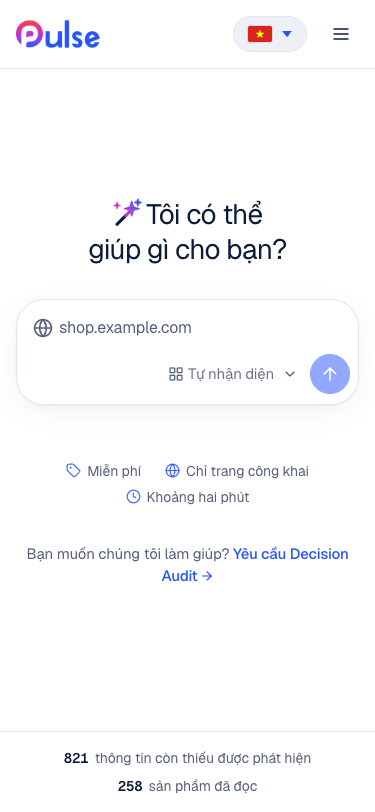 Pulse
Tôi có thể
giúp gì cho bạn?
shop.example.com
Tự nhận diện
Miễn phí
Chỉ trang công khai
Khoảng hai phút
Bạn muốn chúng tôi làm giúp? Yêu cầu Decision
Audit →
821 thông tin còn thiếu được phát hiện
258 sản phẩm đã đọc